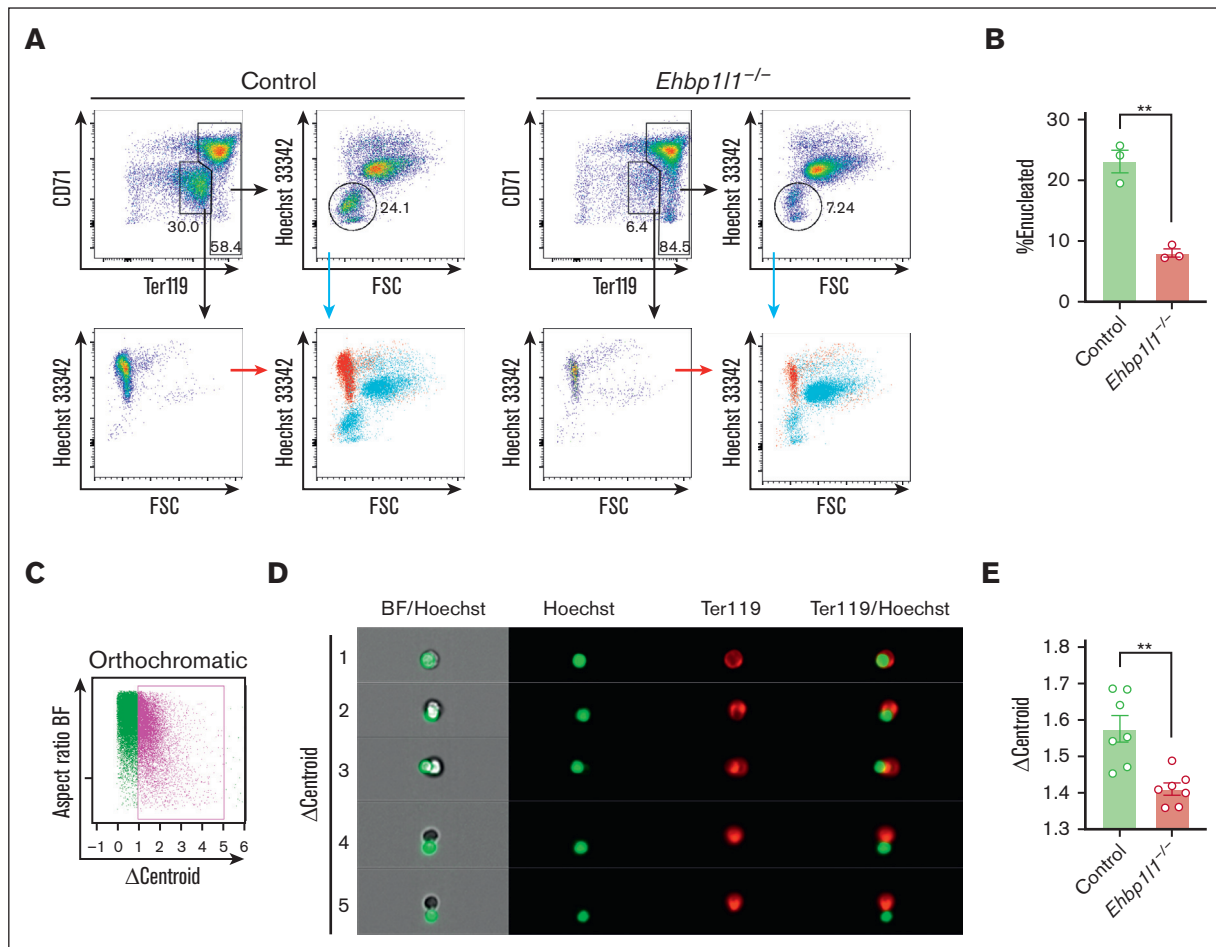 A
Control
Ehbp1l1−/−
CD71
30.0
58.4
Ter119
Hoechst 33342
24.1
FSC
CD71
6.4
84.5
Ter119
Hoechst 33342
7.24
FSC
Hoechst 33342
FSC
Hoechst 33342
FSC
Hoechst 33342
FSC
Hoechst 33342
FSC
B
**
%Enucleated
30
20
10
0
Control
Ehbp1l1−/−
C
Orthochromatic
Aspect ratio BF
−1 0 1 2 3 4 5 6
ΔCentroid
D
BF/Hoechst Hoechst Ter119 Ter119/Hoechst
ΔCentroid
1
2
3
4
5
E
**
ΔCentroid
1.8
1.7
1.6
1.5
1.4
1.3
Control
Ehbp1l1−/−